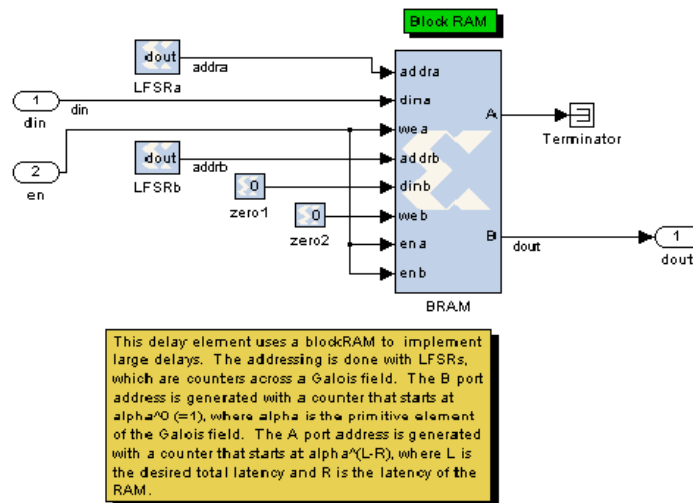 Block RAM
dout
addra
LFSRa
1
din
din
2
en
dout
addrb
LFSRb
0
zero1
0
zero2
addra
dina
wea
addrb
dinb
web
ena
enb
A
B
BRAM
Terminator
dout
1
dout
This delay element uses a blockRAM to implement
large delays. The addressing is done with LFSRs,
which are counters across a Galois field. The B port
address is generated with a counter that starts at
alpha^0 (=1), where alpha is the primitive element
of the Galois field. The A port address is generated
with a counter that starts at alpha^(L-R), where L is
the desired total latency and R is the latency of the
RAM.